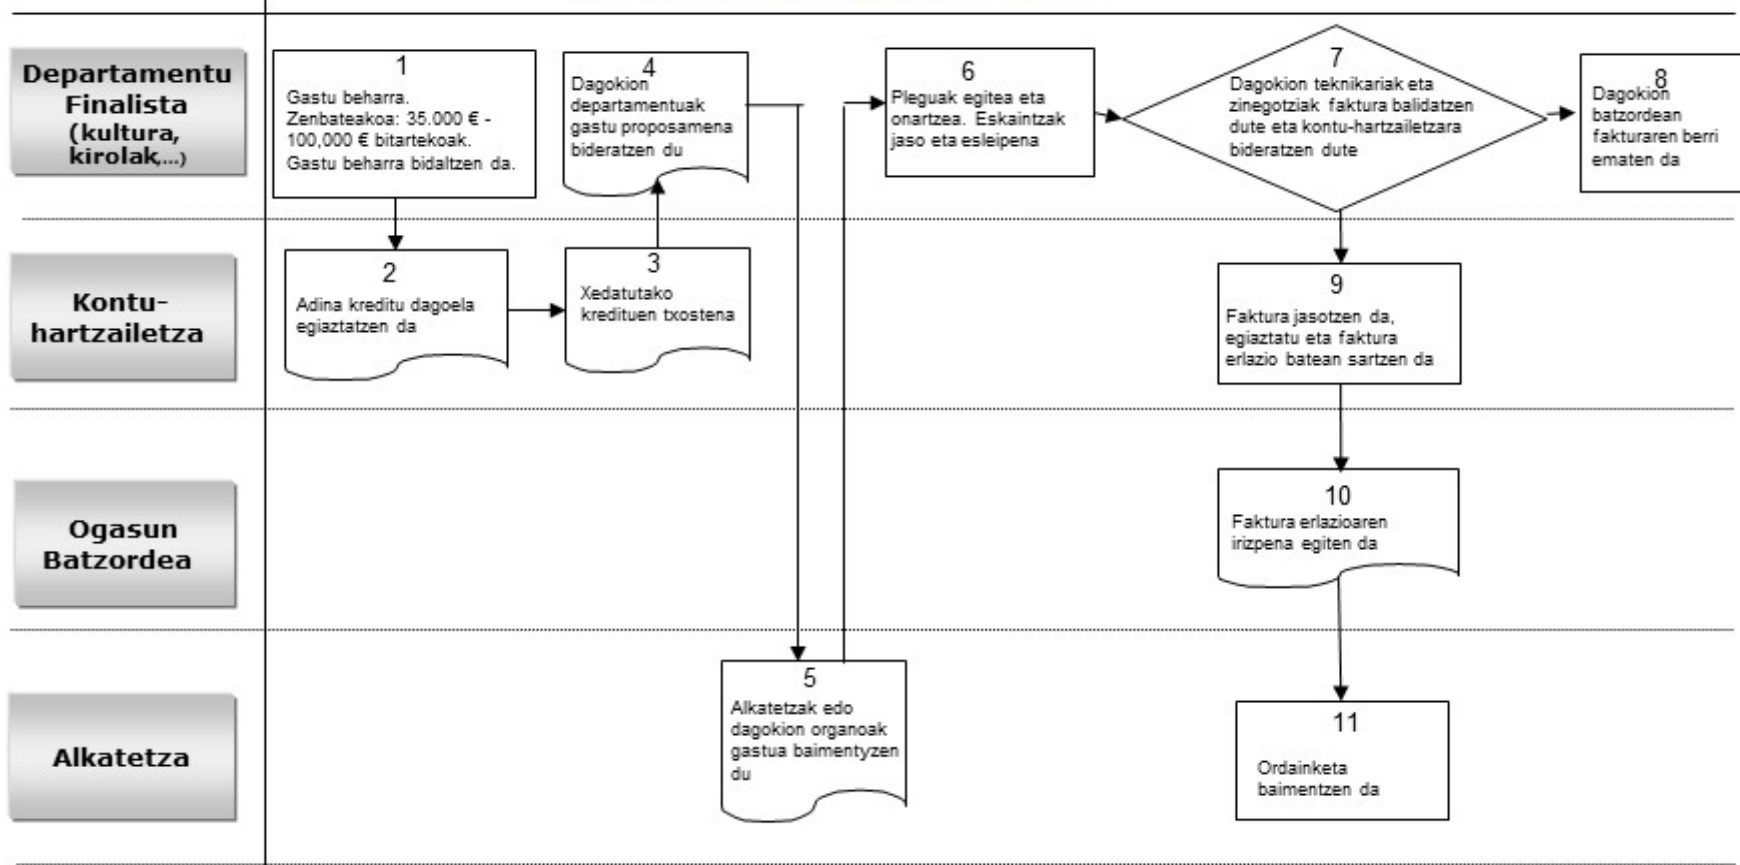 Departamentu
Finalista
(kultura,
kirolak,...)
1
Gastu beharra.
Zenbateakoa: 35.000 € -
100,000 € bitartekoak.
Gastu beharra bidaltzen da.
4
Dagokion
departamentuak
gastu proposamena
bideratzen du
6
Pleguak egitea eta
onartzea. Eskaintzak
jaso eta esleipena
7
Dagokion teknikariak eta
zinegotziak faktura balidatzen
dute eta kontu-hartzailetzara
bideratzen dute
8
Dagokion
batzordean
fakturaren berri
ematen da
Kontu-
hartzailetza
2
Adina kreditu dagoela
egiaztatzen da
3
Xedatutako
kredituen txostena
9
Faktura jasotzen da,
egiaztatu eta faktura
erlazio batean sartzen da
Ogasun
Batzordea
10
Faktura erlazioaren
irizpena egiten da
Alkatetza
5
Alkatetzak edo
dagokion organoak
gastua baimentyzen
du
11
Ordainketa
baimentzen da